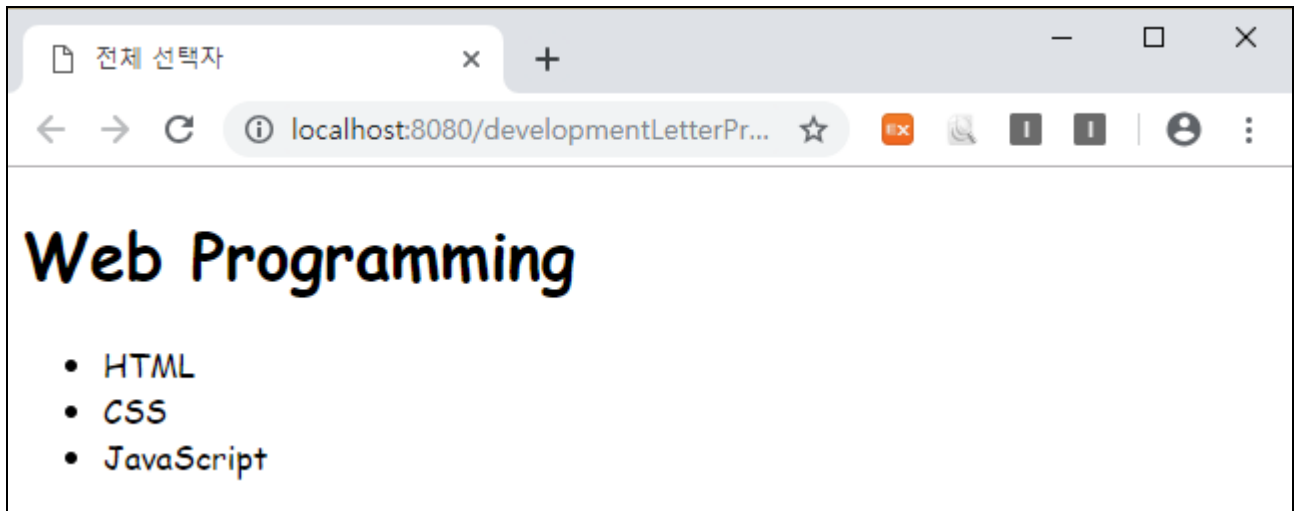 전체 선택자
localhost:8080/developmentLetterPr...
Web Programming
HTML
CSS
JavaScript